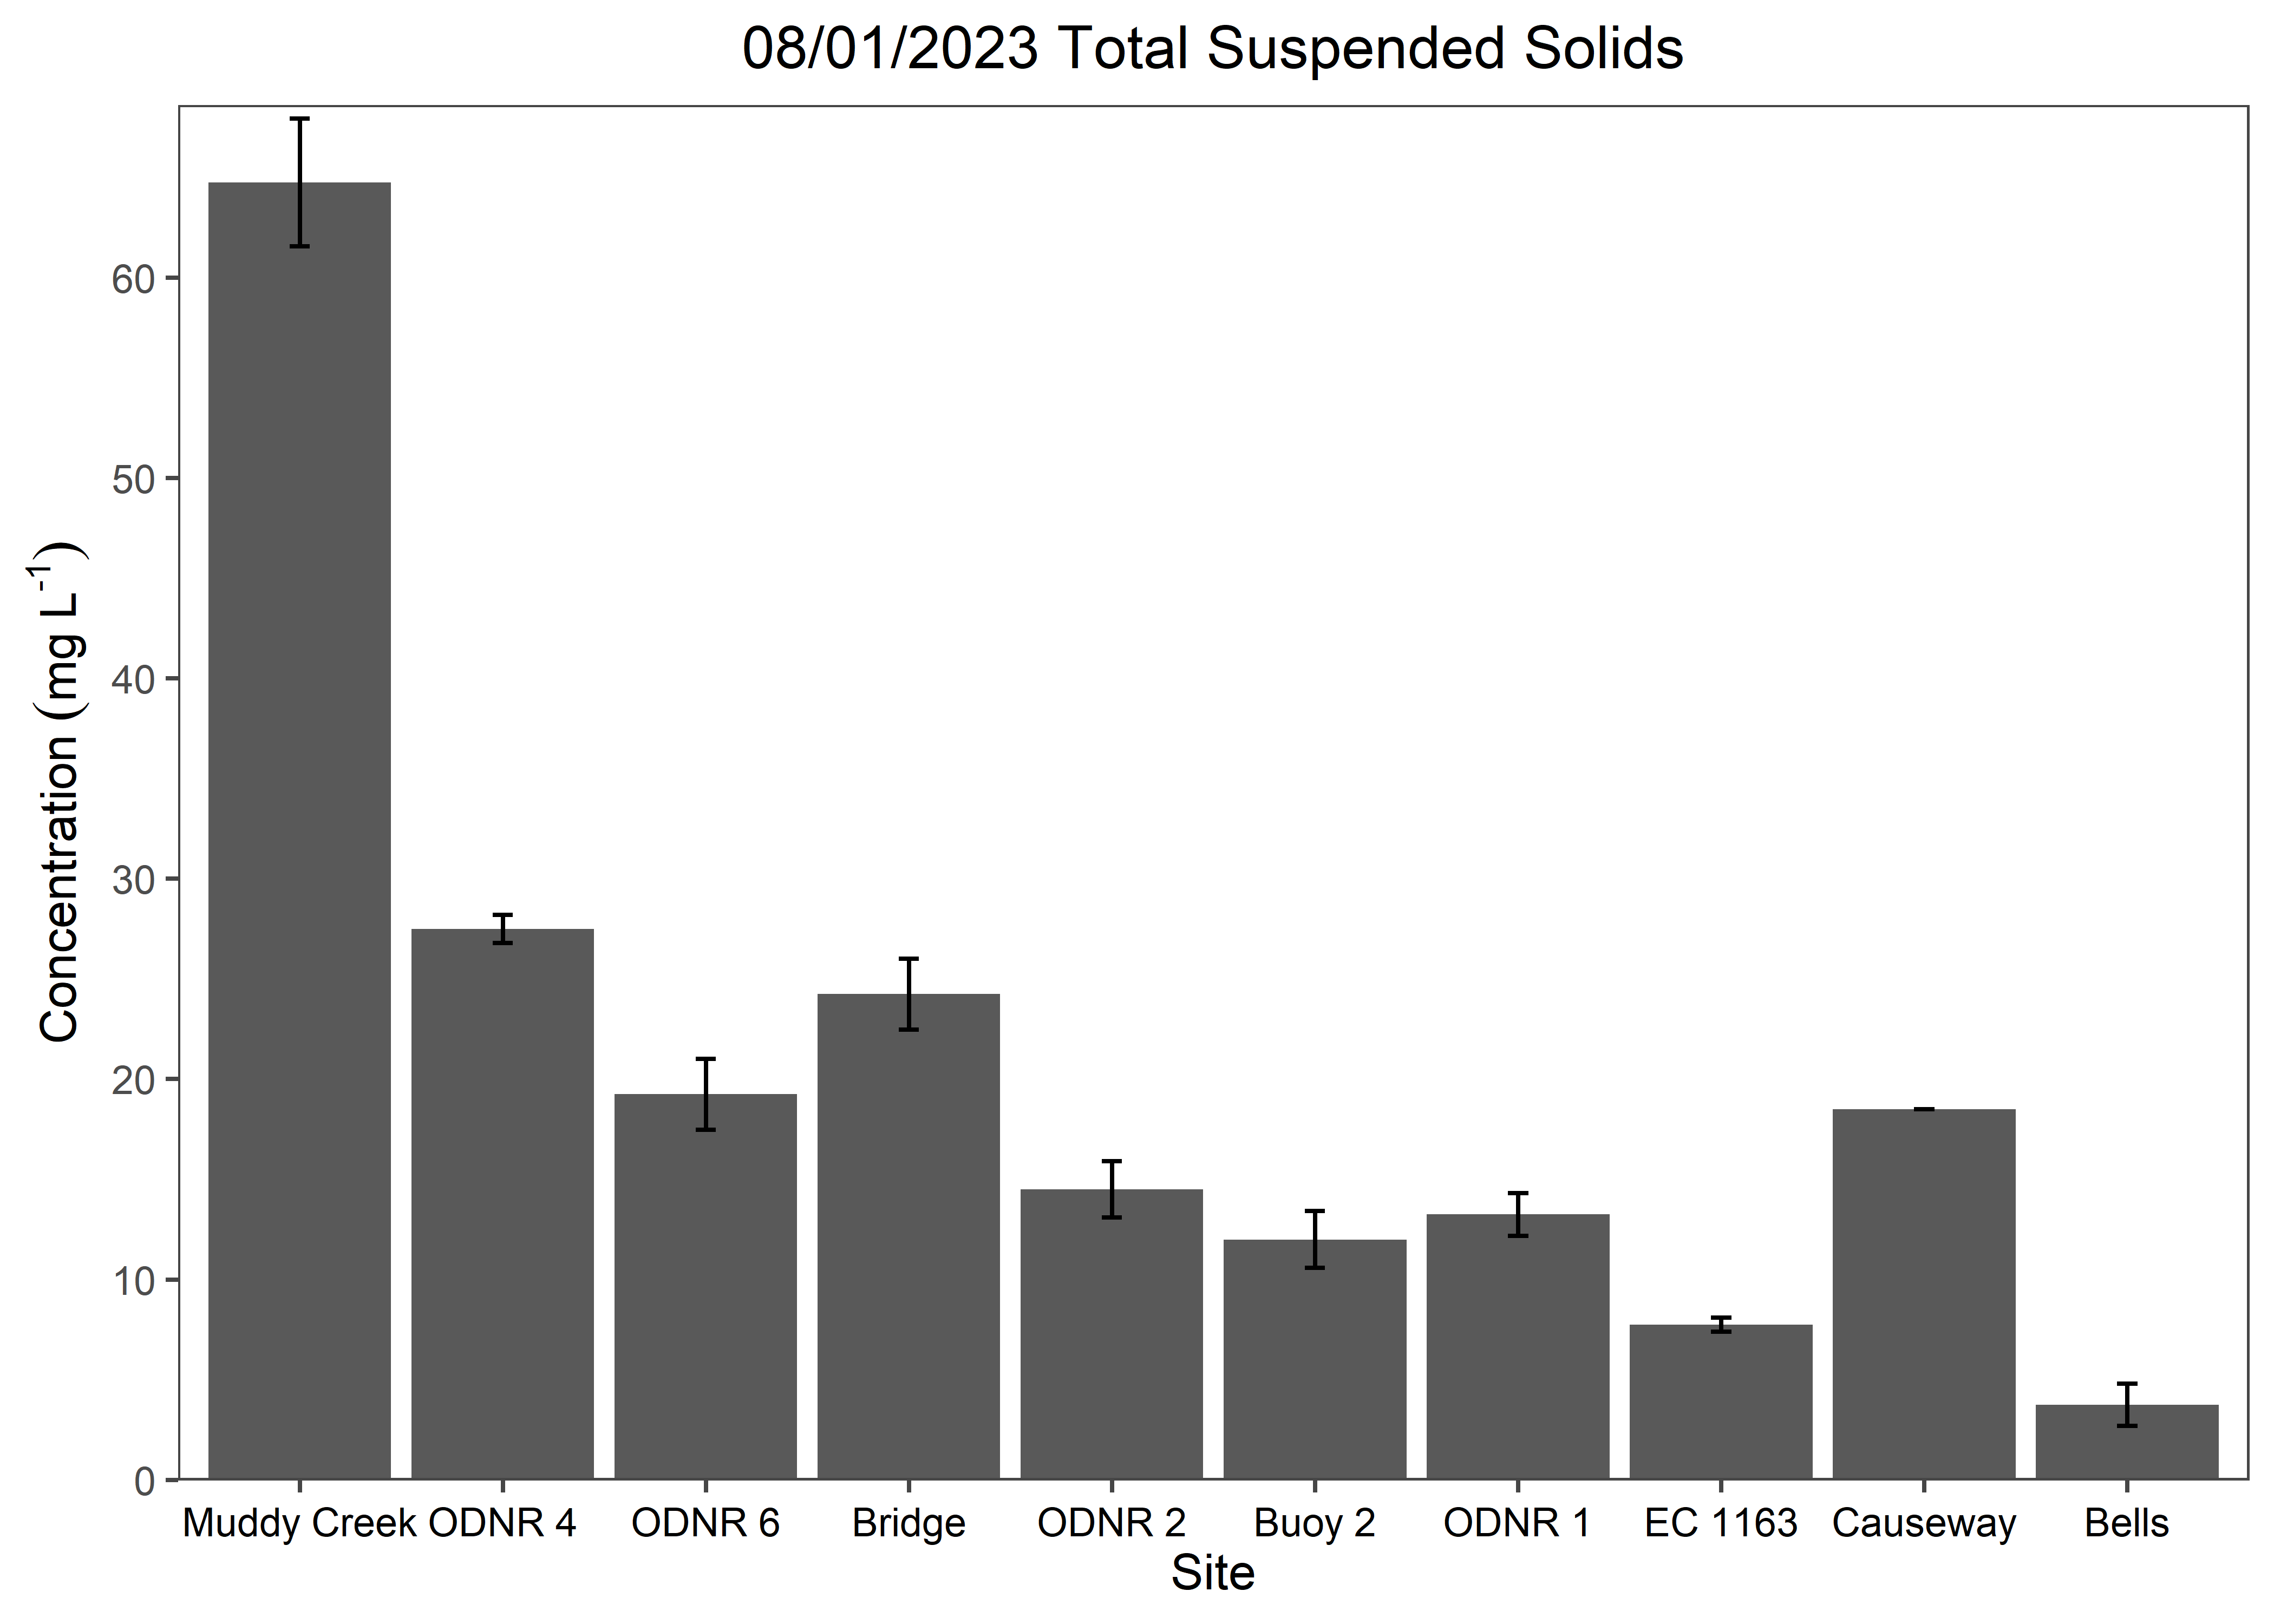 08/01/2023 Total Suspended Solids
Concentration (mg L⁻¹)
60
50
40
30
20
10
0
Muddy Creek ODNR 4 ODNR 6 Bridge ODNR 2 Buoy 2 ODNR 1 EC 1163 Causeway Bells
Site